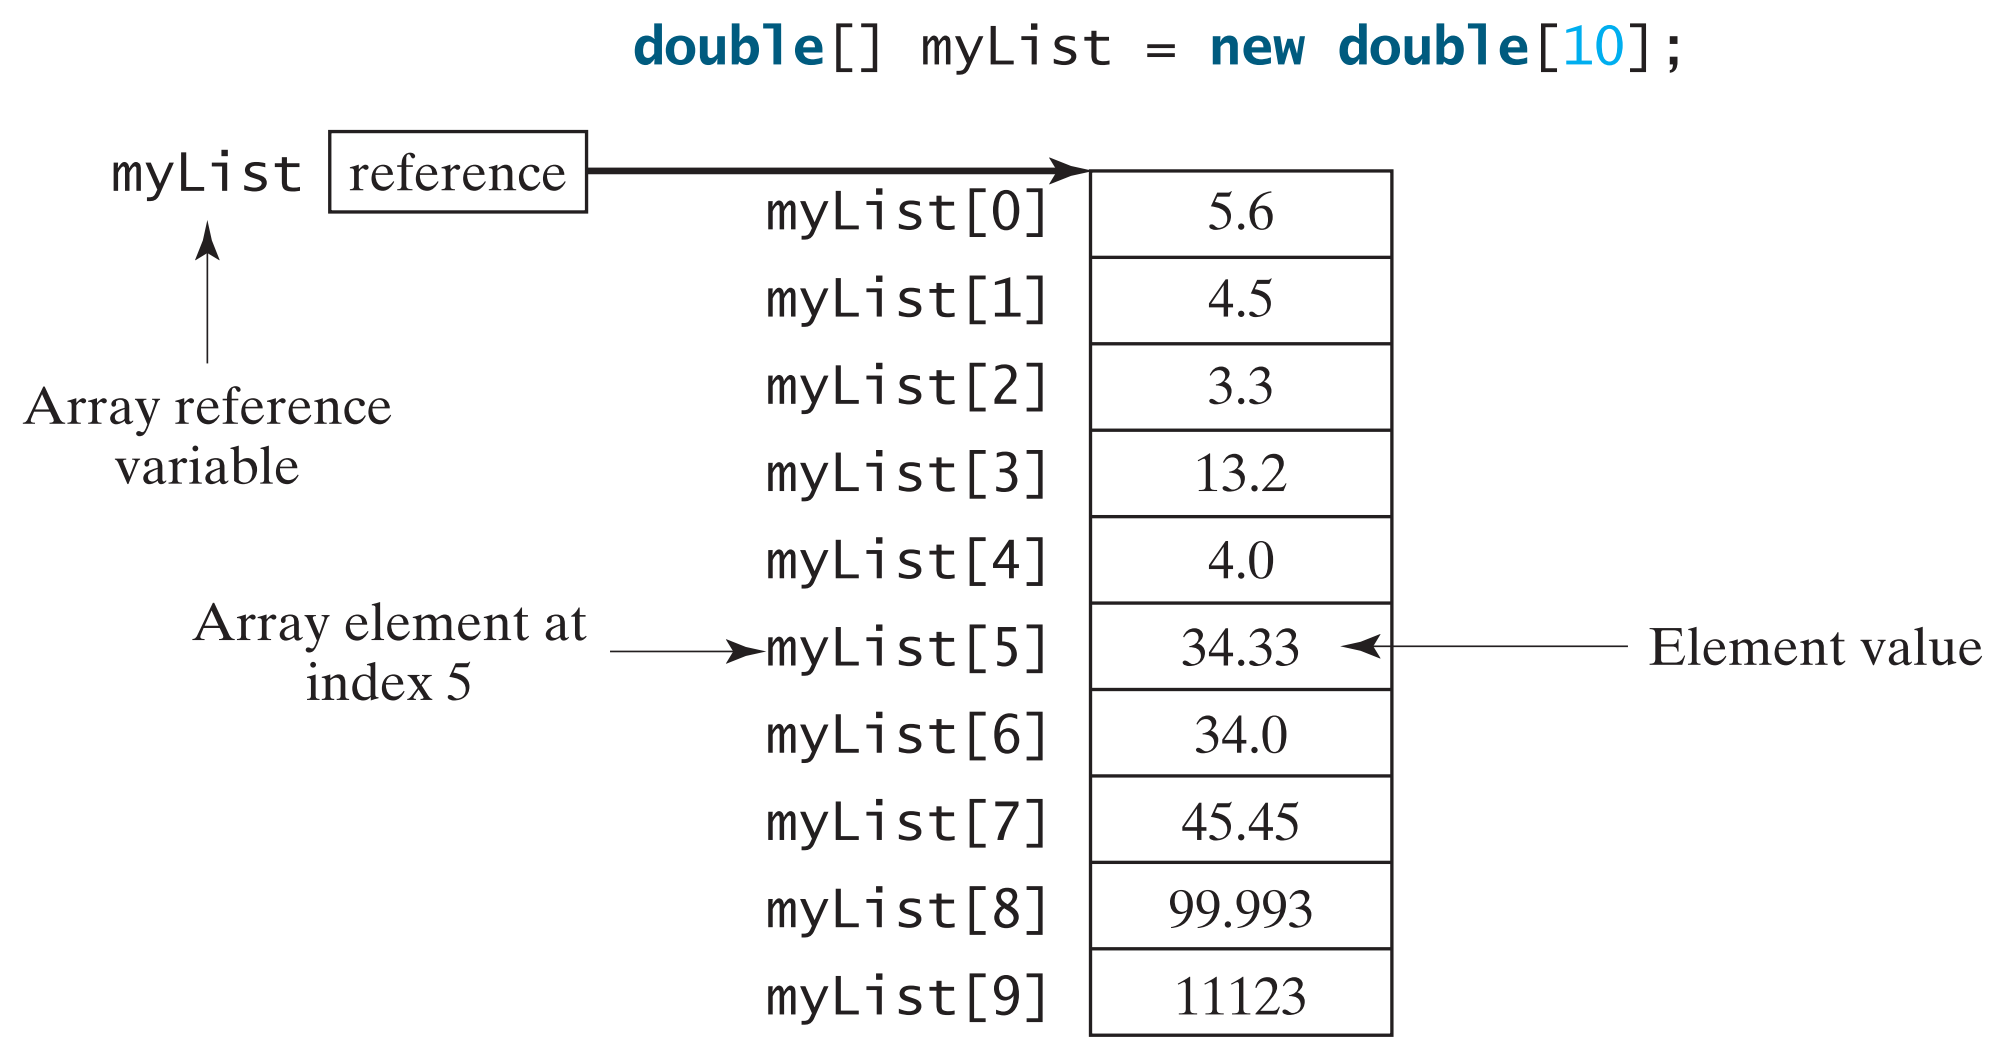 double[] myList = new double[10];
myList reference
myList[0] 5.6
myList[1] 4.5
myList[2] 3.3
Array reference
variable
myList[3] 13.2
myList[4] 4.0
Array element at
index 5
myList[5] 34.33 Element value
myList[6] 34.0
myList[7] 45.45
myList[8] 99.993
myList[9] 11123